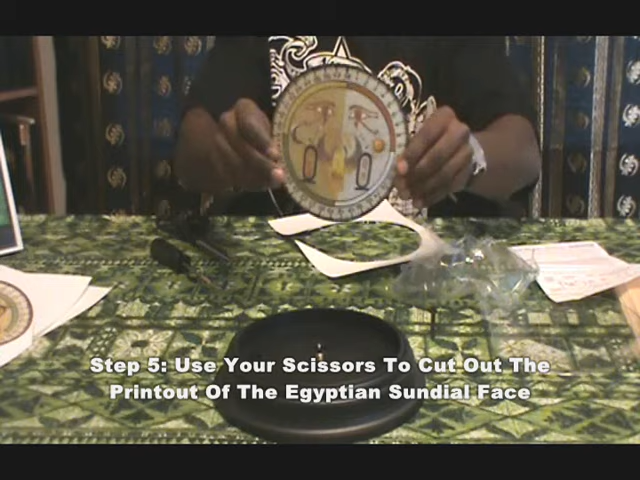 Step 5: Use Your Scissors To Cut Out The
Printout Of The Egyptian Sundial Face